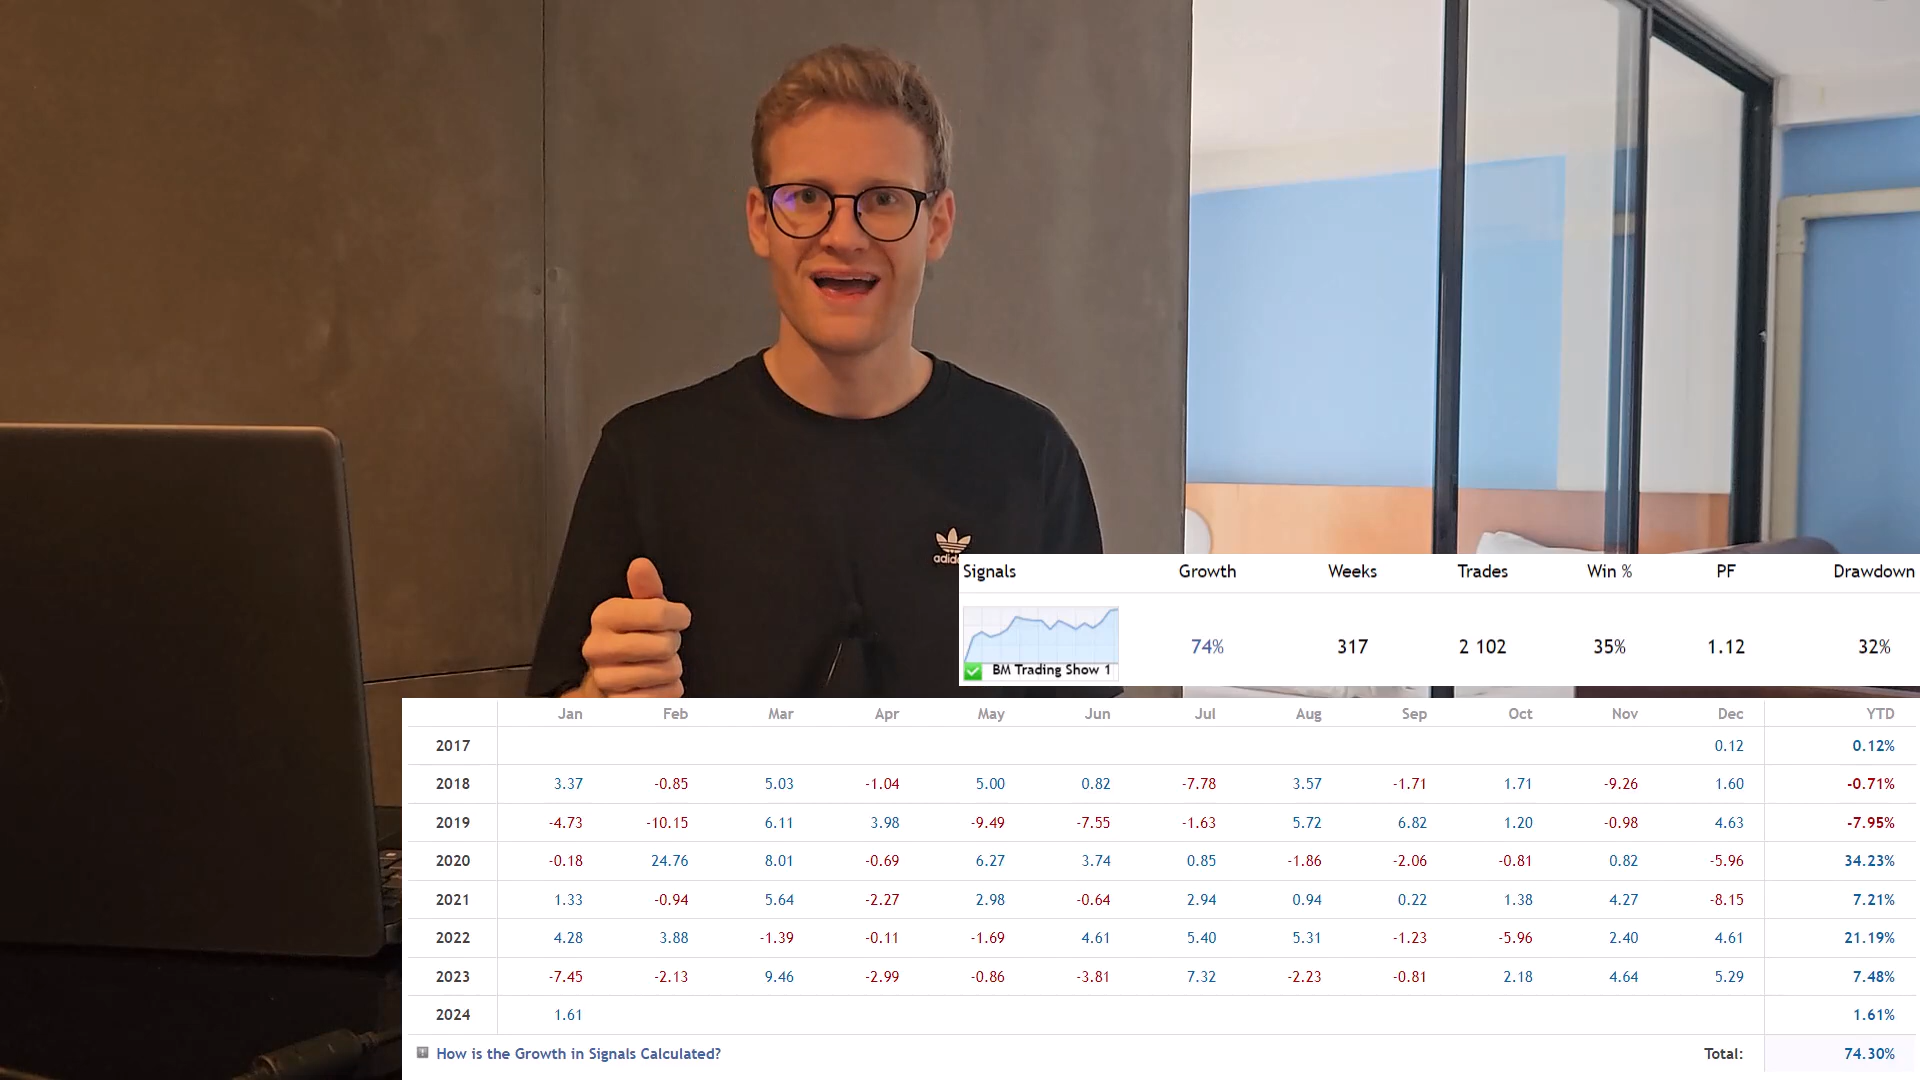 adid
Signals Growth Weeks Trades Win % PF Drawdown
74% 317 2 102 35% 1.12 32%
BM Trading Show 1
Jan Feb Mar Apr May Jun Jul Aug Sep Oct Nov Dec YTD
2017 0.12 0.12%
2018 3.37 -0.85 5.03 -1.04 5.00 0.82 -7.78 3.57 -1.71 1.71 -9.26 1.60 -0.71%
2019 -4.73 -10.15 6.11 3.98 -9.49 -7.55 -1.63 5.72 6.82 1.20 -0.98 4.63 -7.95%
2020 -0.18 24.76 8.01 -0.69 6.27 3.74 0.85 -1.86 -2.06 -0.81 0.82 -5.96 34.23%
2021 1.33 -0.94 5.64 -2.27 2.98 -0.64 2.94 0.94 0.22 1.38 4.27 -8.15 7.21%
2022 4.28 3.88 -1.39 -0.11 -1.69 4.61 5.40 5.31 -1.23 -5.96 2.40 4.61 21.19%
2023 -7.45 -2.13 9.46 -2.99 -0.86 -3.81 7.32 -2.23 -0.81 2.18 4.64 5.29 7.48%
2024 1.61 1.61%
How is the Growth in Signals Calculated? Total: 74.30%